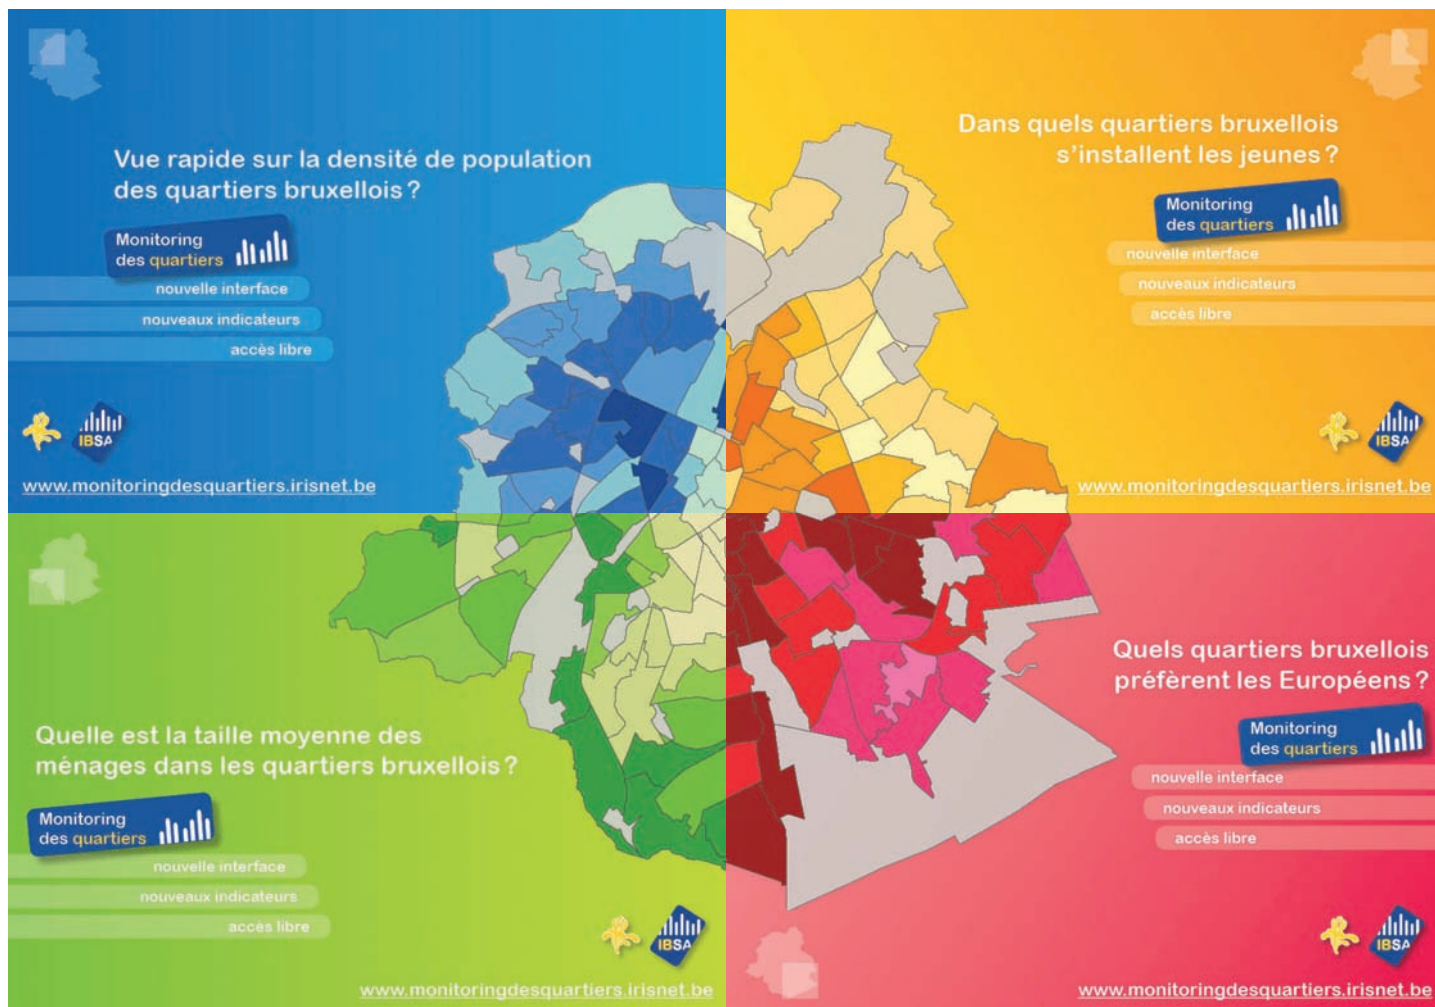 Vue rapide sur la densité de population
des quartiers bruxellois ?
Monitoring
des quartiers
nouvelle interface
nouveaux indicateurs
accès libre
IBSA
www.monitoringdesquartiers.irisnet.be
Dans quels quartiers bruxellois
s'installent les jeunes ?
Monitoring
des quartiers
nouvelle interface
nouveaux indicateurs
accès libre
IBSA
www.monitoringdesquartiers.irisnet.be
Quelle est la taille moyenne des
ménages dans les quartiers bruxellois ?
Monitoring
des quartiers
nouvelle interface
nouveaux indicateurs
accès libre
IBSA
www.monitoringdesquartiers.irisnet.be
Quels quartiers bruxellois
préfèrent les Européens ?
Monitoring
des quartiers
nouvelle interface
nouveaux indicateurs
accès libre
IBSA
www.monitoringdesquartiers.irisnet.be